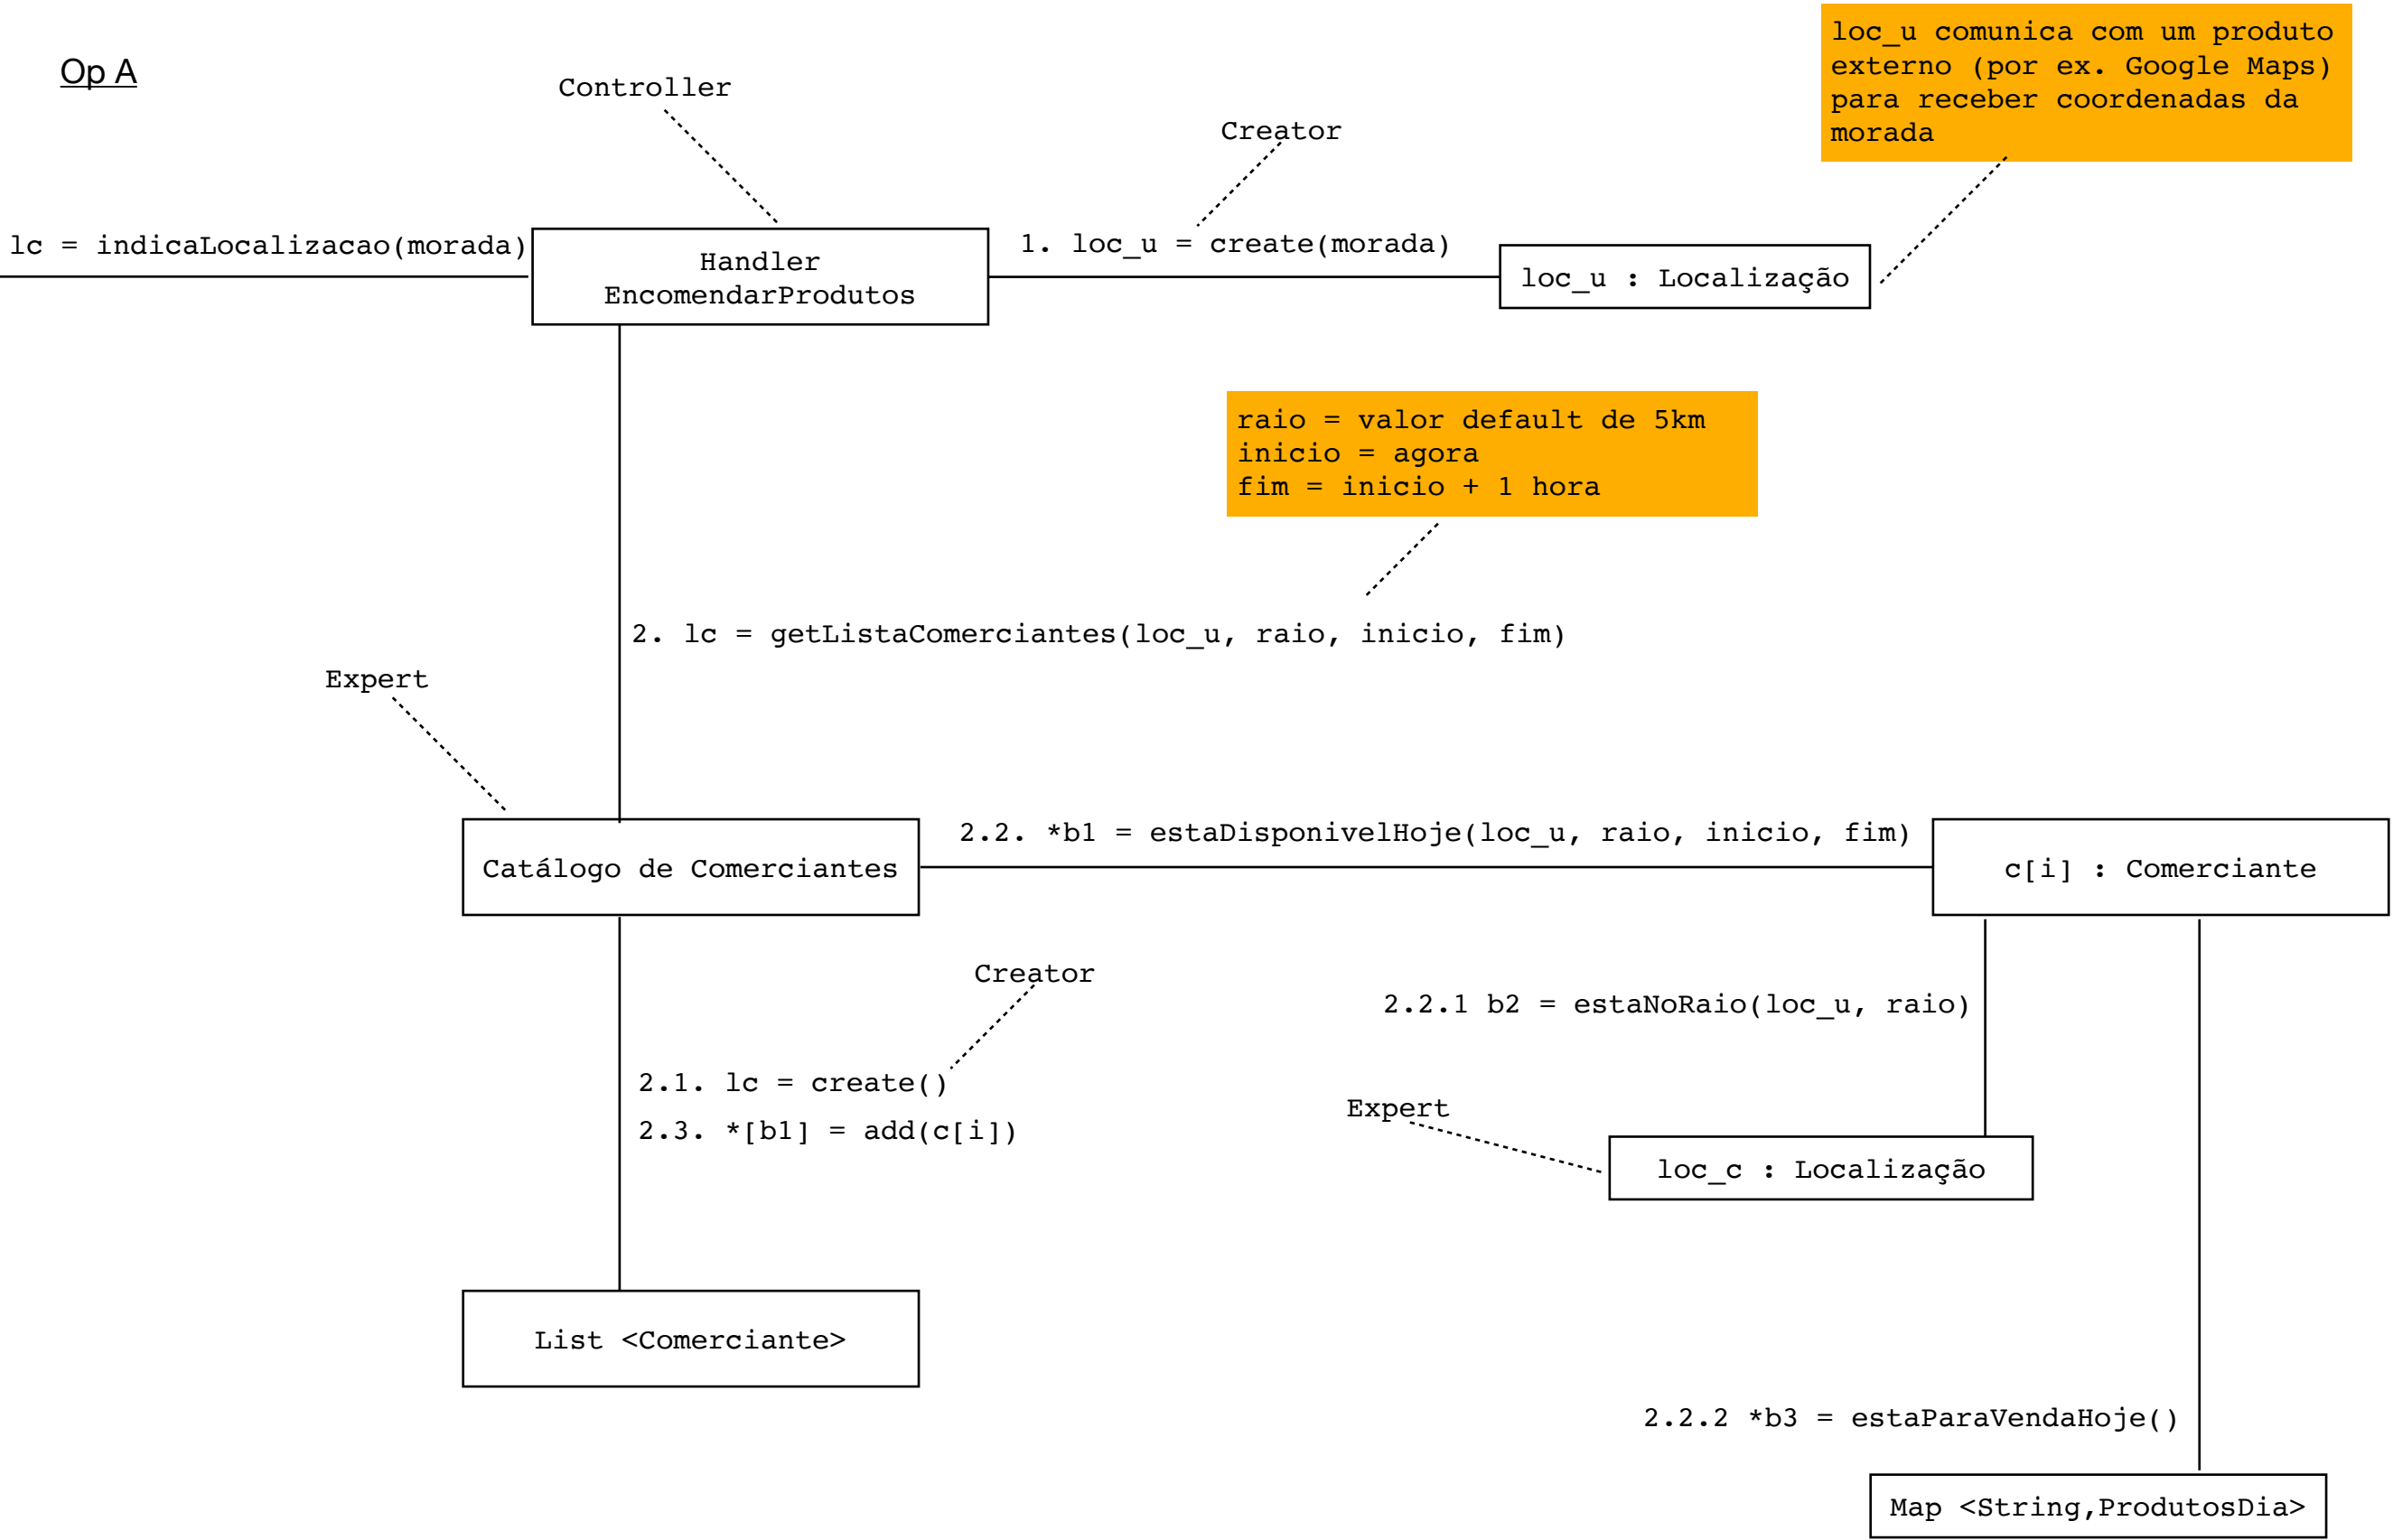 Op A
Controller
Creator
loc_u comunica com um produto
externo (por ex. Google Maps)
para receber coordenadas da
morada
lc = indicaLocalizacao(morada)
Handler
EncomendarProdutos
1. loc_u = create(morada)
loc_u : Localização
raio = valor default de 5km
inicio = agora
fim = inicio + 1 hora
2. lc = getListaComerciantes(loc_u, raio, inicio, fim)
Expert
Catálogo de Comerciantes
2.2. *b1 = estaDisponivelHoje(loc_u, raio, inicio, fim)
c[i] : Comerciante
Creator
2.2.1 b2 = estaNoRaio(loc_u, raio)
2.1. lc = create()
2.3. *[b1] = add(c[i])
Expert
loc_c : Localização
List <Comerciante>
2.2.2 *b3 = estaParaVendaHoje()
Map <String,ProdutosDia>